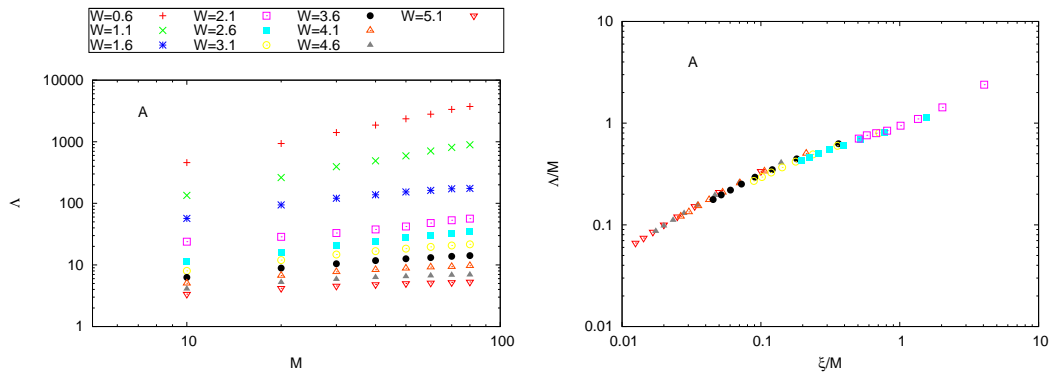 W=0.6 W=2.1 W=3.6 W=5.1
W=1.1 W=2.6 W=4.1
W=1.6 W=3.1 W=4.6
A
10000
1000
100
10
1
Λ
10 100
M
A
10
1
0.1
0.01
Λ/M
0.01 0.1 1 10
ξ/M